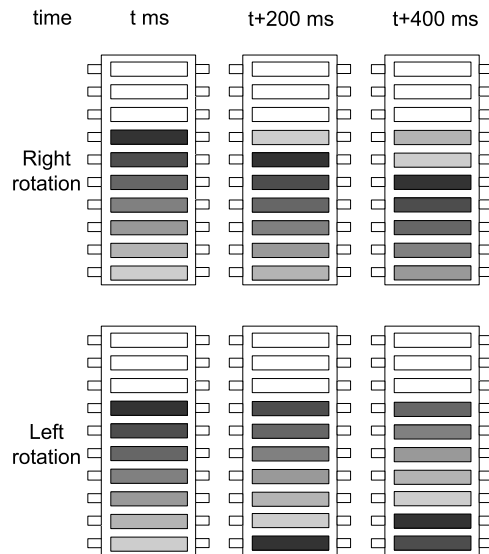 time t ms t+200 ms t+400 ms
Right
rotation
Left
rotation